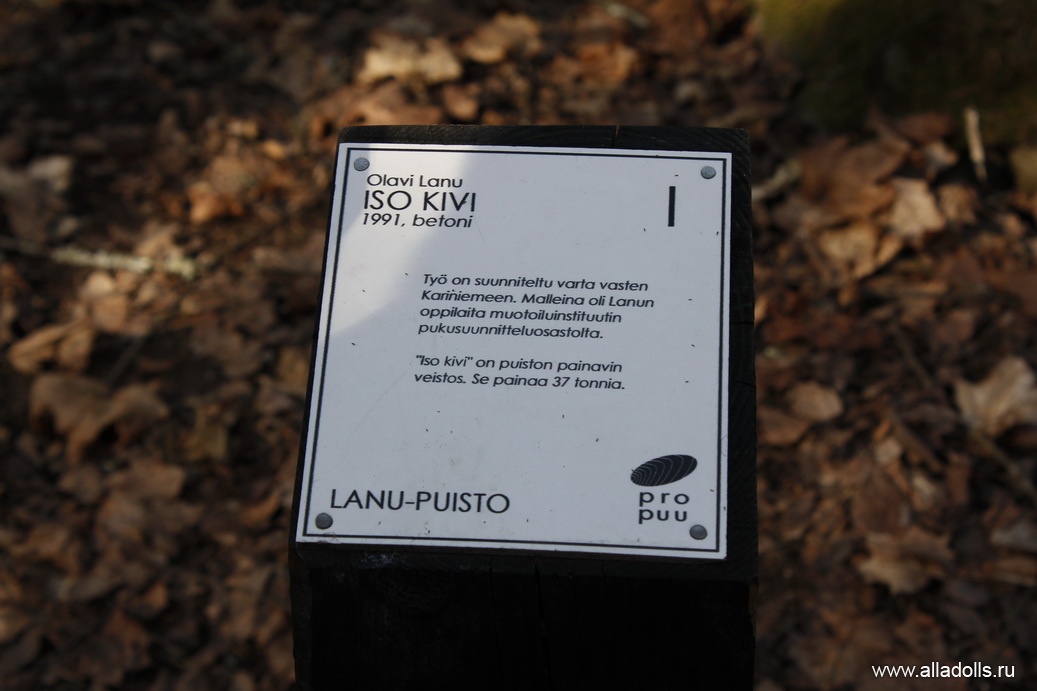 Olavi Lanu
ISO KIVI
1991, betoni
I
Työ on suunniteltu varta vasten
Kariniemeen. Malleina oli Lanun
oppilaita muotoiluinstituutin
pukusuunnitteluosastolta.
"Iso kivi" on puiston painavin
veistos. Se painaa 37 tonnia.
LANU-PUISTO
pro
puu
www.alladolls.ru